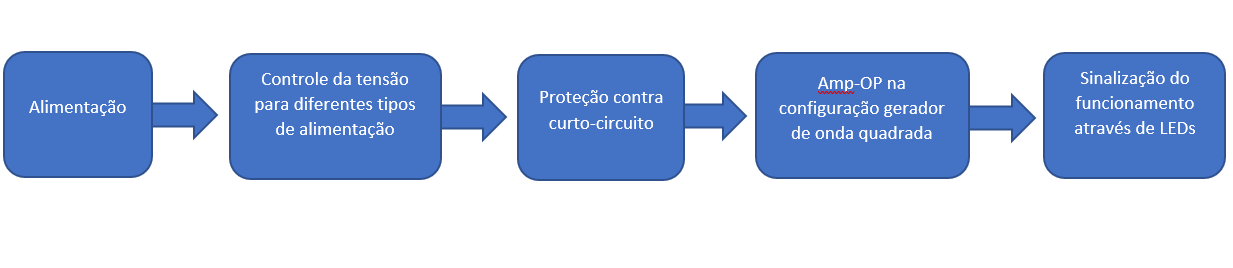 Alimentação
Controle da tensão
para diferentes tipos
de alimentação
Proteção contra
curto-circuito
Amp-OP na
configuração gerador
de onda quadrada
Sinalização do
funcionamento
através de LEDs